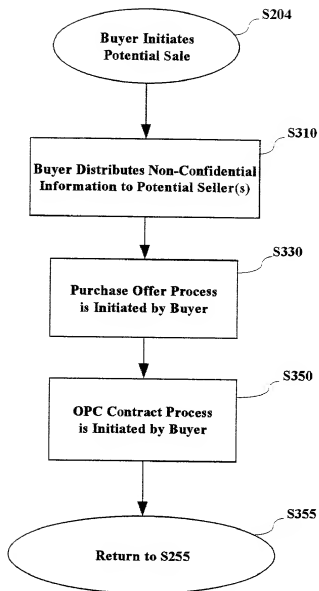 S204
Buyer Initiates
Potential Sale
S310
Buyer Distributes Non-Confidential
Information to Potential Seller(s)
S330
Purchase Offer Process
is Initiated by Buyer
S350
OPC Contract Process
is Initiated by Buyer
S355
Return to S255